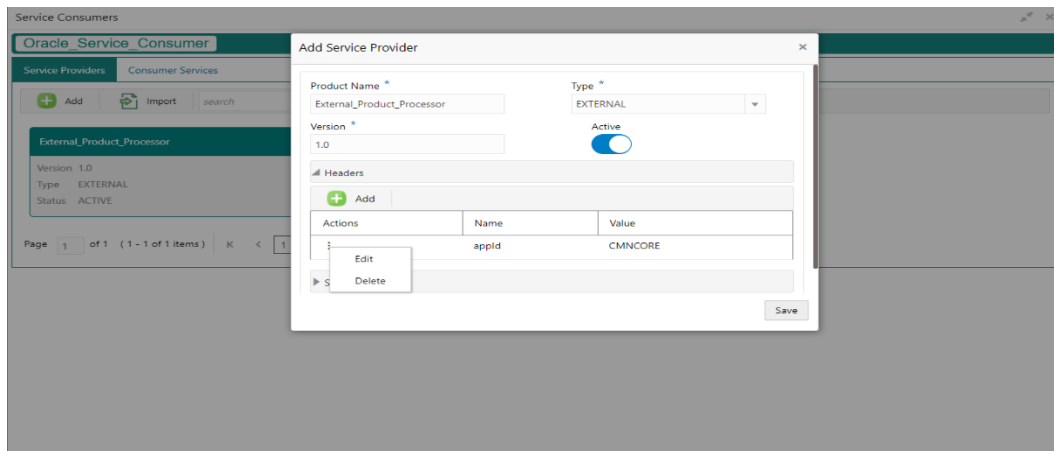 Service Consumers
Oracle_Service_Consumer
Service Providers Consumer Services
Add Import search
External_Product_Processor
Version 1.0
Type EXTERNAL
Status ACTIVE
Page 1 of 1 (1 - 1 of 1 items) K < 1
Add Service Provider ×
Product Name * Type *
External_Product_Processor EXTERNAL
Version * Active
1.0
Headers
Add
Actions Name Value
appId CMNCORE
Edit
Delete
Save